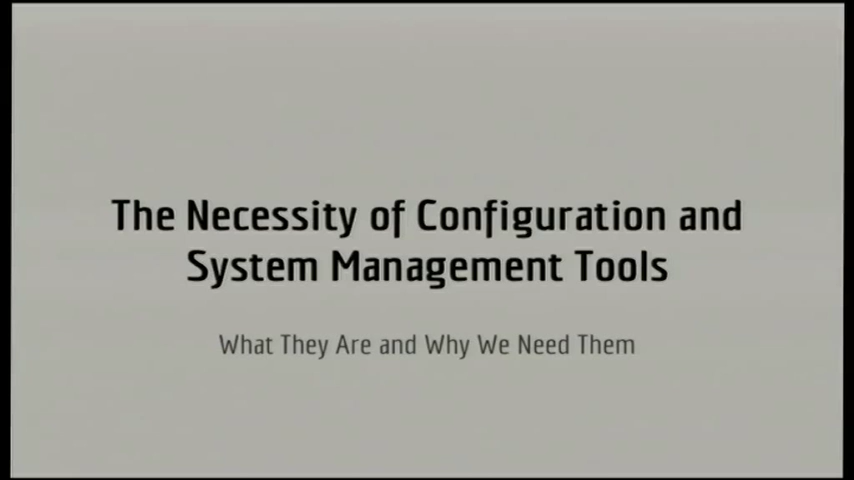 The Necessity of Configuration and
System Management Tools
What They Are and Why We Need Them